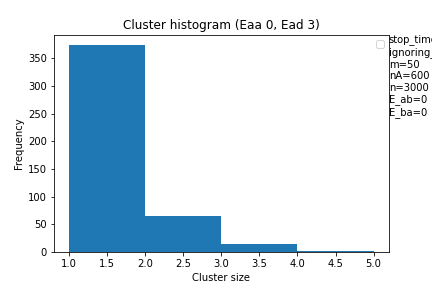 Cluster histogram (Eaa 0, Ead 3)
stop_time
ignoring_
m=50
nA=600
n=3000
E_ab=0
E_ba=0
350
300
250
200
150
100
50
0
Frequency
1.0 1.5 2.0 2.5 3.0 3.5 4.0 4.5 5.0
Cluster size